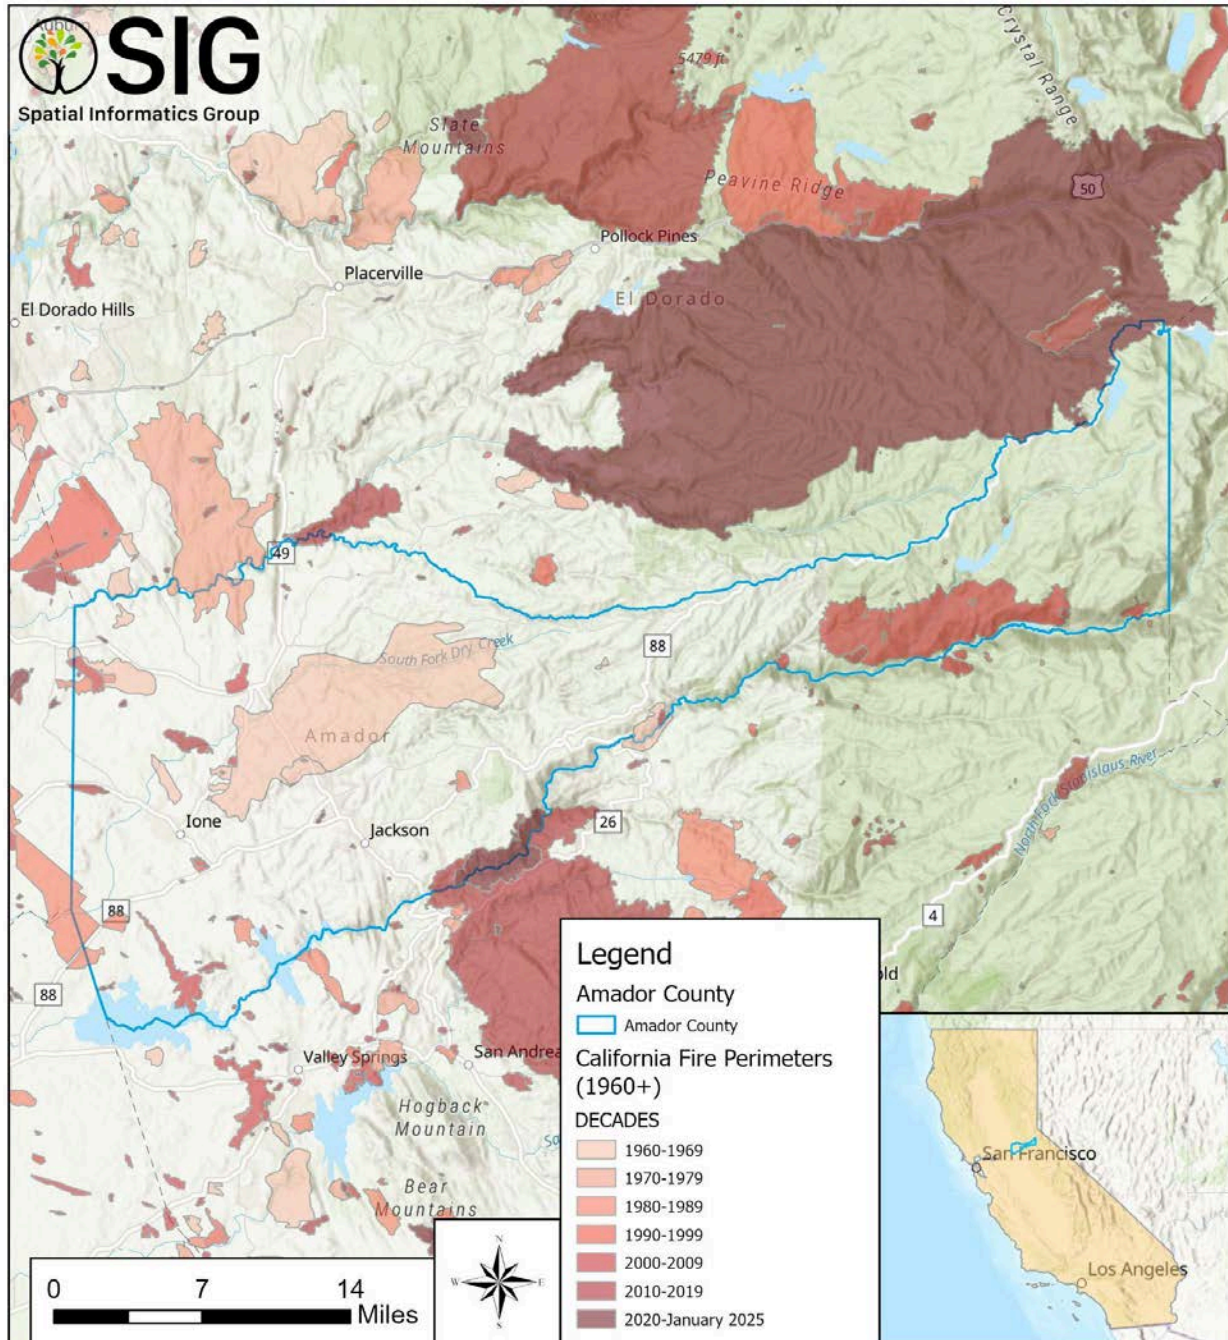 Auburn
SIG
Spatial Informatics Group
5479 ft
Crystal Range
Slate
Mountains
Peavine Ridge
50
Pollock Pines
Placerville
El Dorado
El Dorado Hills
49
South Fork Dry Creek
88
Amador
Ione
Jackson
26
North Fork Stanislaus River
88
4
88
old
Valley Springs
San Andrea
Hogback
Mountain
Sa
Bear
Mountains
Legend
Amador County
Amador County
California Fire Perimeters
(1960+)
DECADES
1960-1969
1970-1979
1980-1989
1990-1999
2000-2009
2010-2019
2020-January 2025
San Francisco
Los Angeles
N
W
E
S
0 7 14
Miles